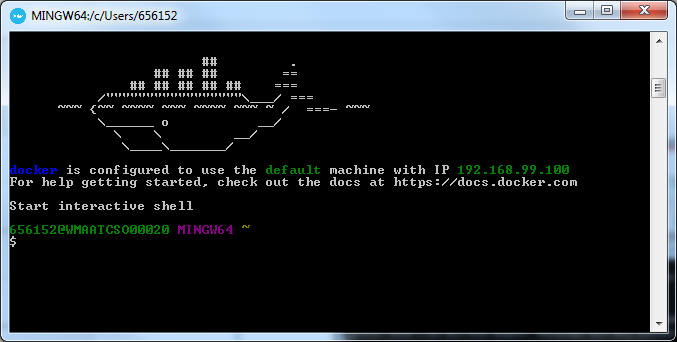 MINGW64:/c/Users/656152
##         .
## ## ##        ==
## ## ## ## ##    ===
/"""""""""""""""""\___/ ===
~~~ {~~ ~~~~ ~~~ ~~~~ ~~~ ~ /  ===- ~~~
\______ o           __/
\    \         __/
\____\_______/
docker is configured to use the default machine with IP 192.168.99.100
For help getting started, check out the docs at https://docs.docker.com
Start interactive shell
656152@WMAATCSO00020 MINGW64 ~
$